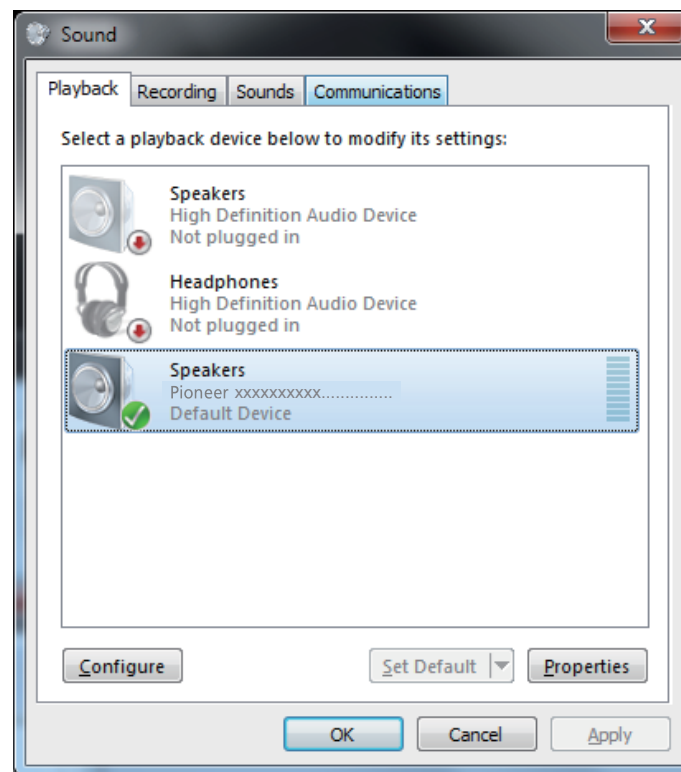 Sound
Playback Recording Sounds Communications
Select a playback device below to modify its settings:
Speakers
High Definition Audio Device
Not plugged in
Headphones
High Definition Audio Device
Not plugged in
Speakers
Pioneer xxxxxxxxxx...............
Default Device
Configure Set Default Properties
OK Cancel Apply